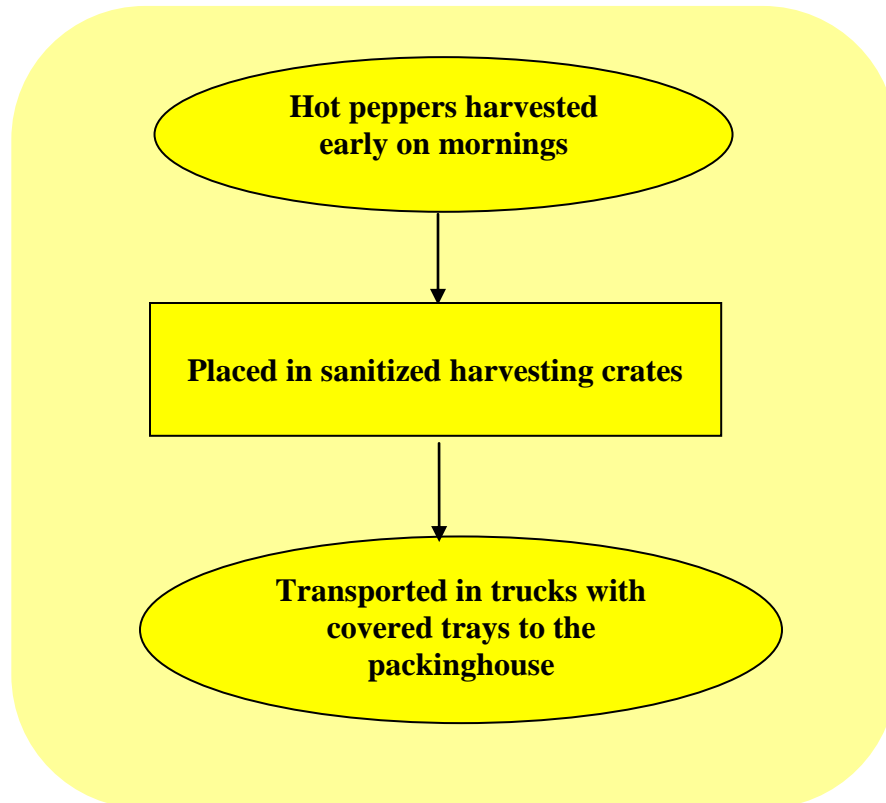 Hot peppers harvested
early on mornings
Placed in sanitized harvesting crates
Transported in trucks with
covered trays to the
packinghouse